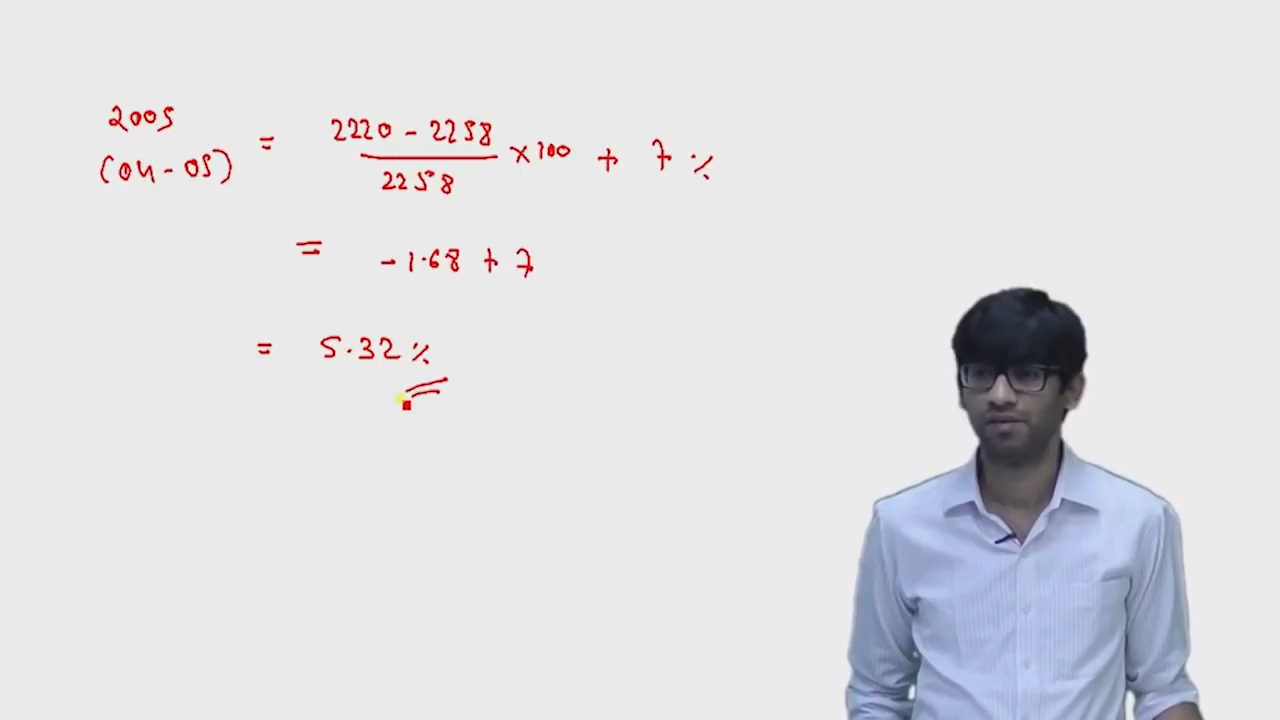 2005
(04-05) = 2220 - 2258 / 2258 × 100 + 7 %
= -1.68 + 7
= 5.32 %